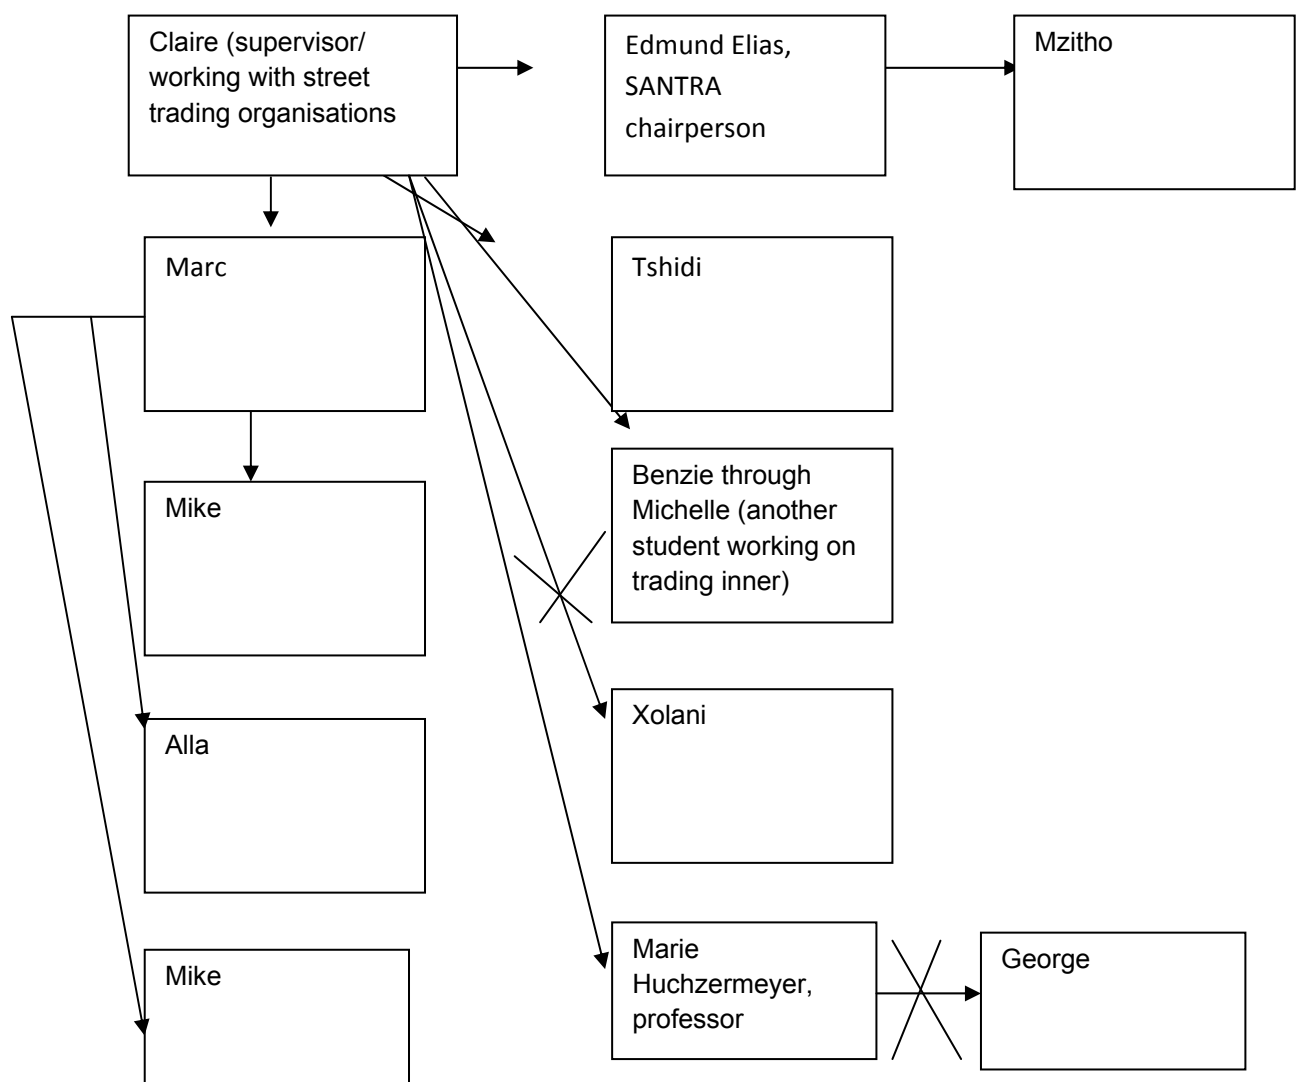 Claire (supervisor/
working with street
trading organisations
Edmund Elias,
SANTRA
chairperson
Mzitho
Marc
Tshidi
Mike
Benzie through
Michelle (another
student working on
trading inner)
Alla
Xolani
Mike
Marie
Huchzermeyer,
professor
George